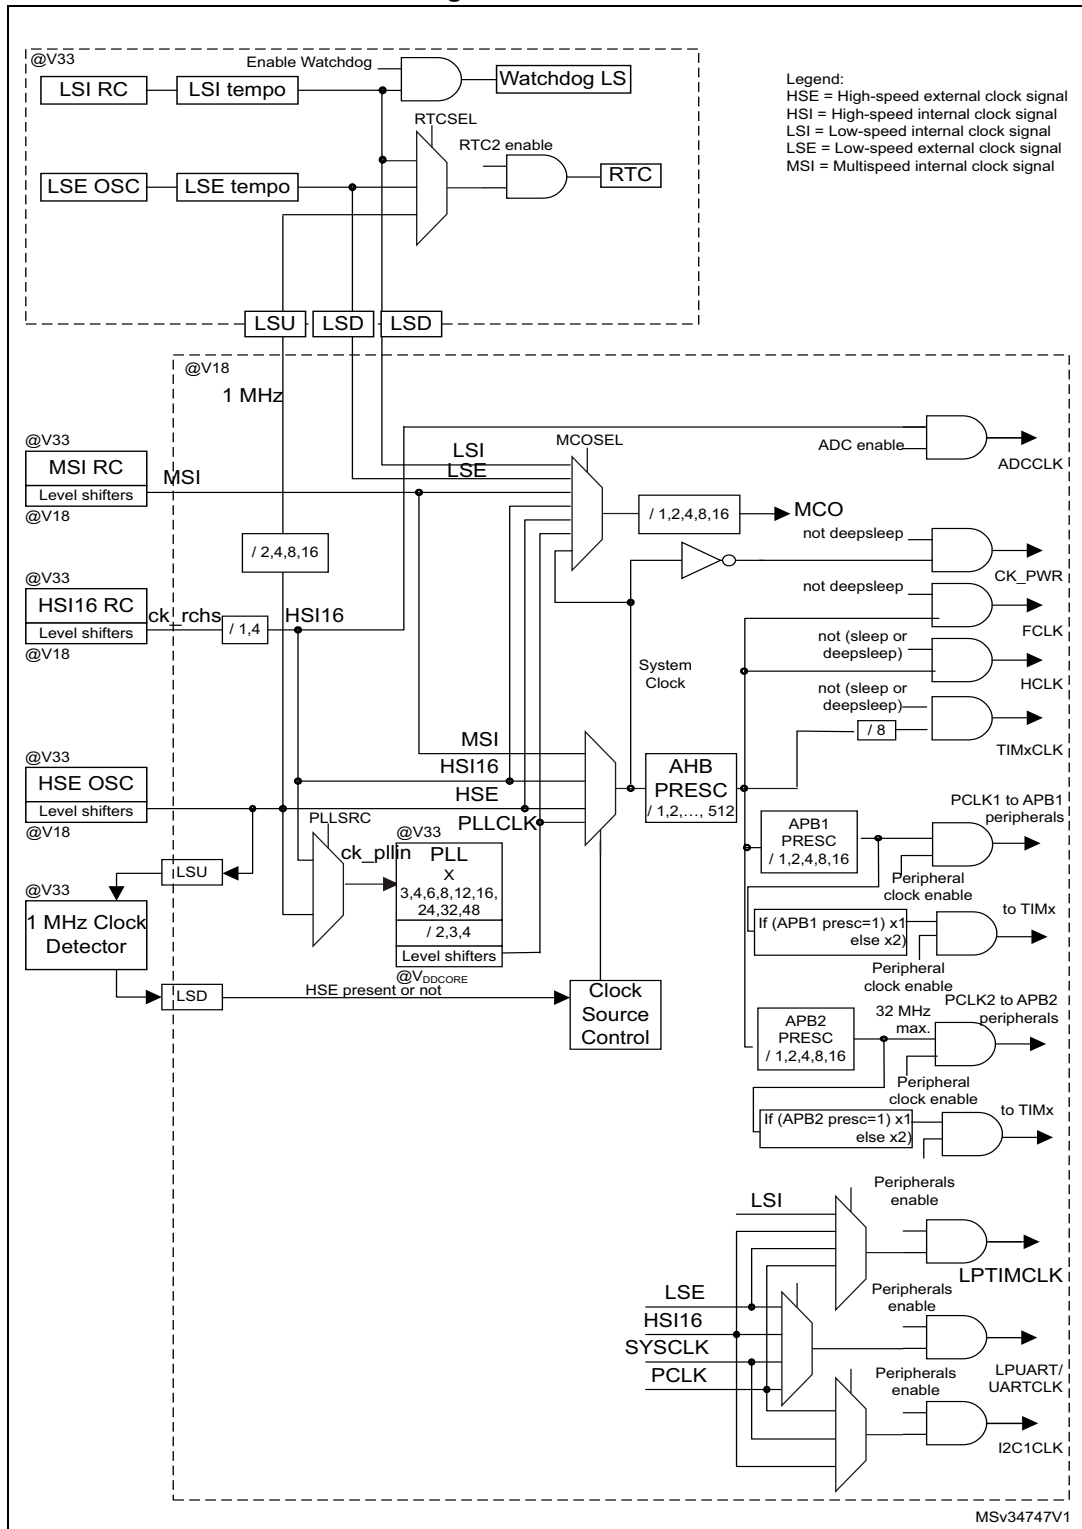 @V33
Enable Watchdog
LSI RC
LSI tempo
Watchdog LS
Legend:
HSE = High-speed external clock signal
HSI = High-speed internal clock signal
LSI = Low-speed internal clock signal
LSE = Low-speed external clock signal
MSI = Multispeed internal clock signal
RTCSEL
RTC2 enable
LSE OSC
LSE tempo
RTC
LSU
LSD
LSD
@V18
1 MHz
@V33
MSI RC
Level shifters
@V18
MSI
LSI
LSE
MCOSEL
/ 1,2,4,8,16
MCO
ADC enable
ADCCLK
/ 2,4,8,16
not deepsleep
CK_PWR
@V33
HSI16 RC
Level shifters
@V18
ck_rchs
/ 1,4
HSI16
not deepsleep
FCLK
System
Clock
not (sleep or
deepsleep)
HCLK
not (sleep or
deepsleep)
/ 8
TIMxCLK
@V33
HSE OSC
Level shifters
@V18
MSI
HSI16
HSE
PLLCLK
AHB
PRESC
/ 1,2,..., 512
PLLSRC
ck_pllin
@V33
PLL
X
3,4,6,8,12,16,
24,32,48
/ 2,3,4
Level shifters
@VDDCORE
APB1
PRESC
/ 1,2,4,8,16
PCLK1 to APB1
peripherals
Peripheral
clock enable
LSU
@V33
1 MHz Clock
Detector
If (APB1 presc=1) x1
else x2)
to TIMx
Peripheral
clock enable
LSD
HSE present or not
Clock
Source
Control
APB2
PRESC
/ 1,2,4,8,16
32 MHz
max.
PCLK2 to APB2
peripherals
Peripheral
clock enable
If (APB2 presc=1) x1
else x2)
to TIMx
LSI
Peripherals
enable
LPTIMCLK
LSE
HSI16
SYSCLK
PCLK
Peripherals
enable
LPUART/
UARTCLK
Peripherals
enable
I2C1CLK
MSv34747V1